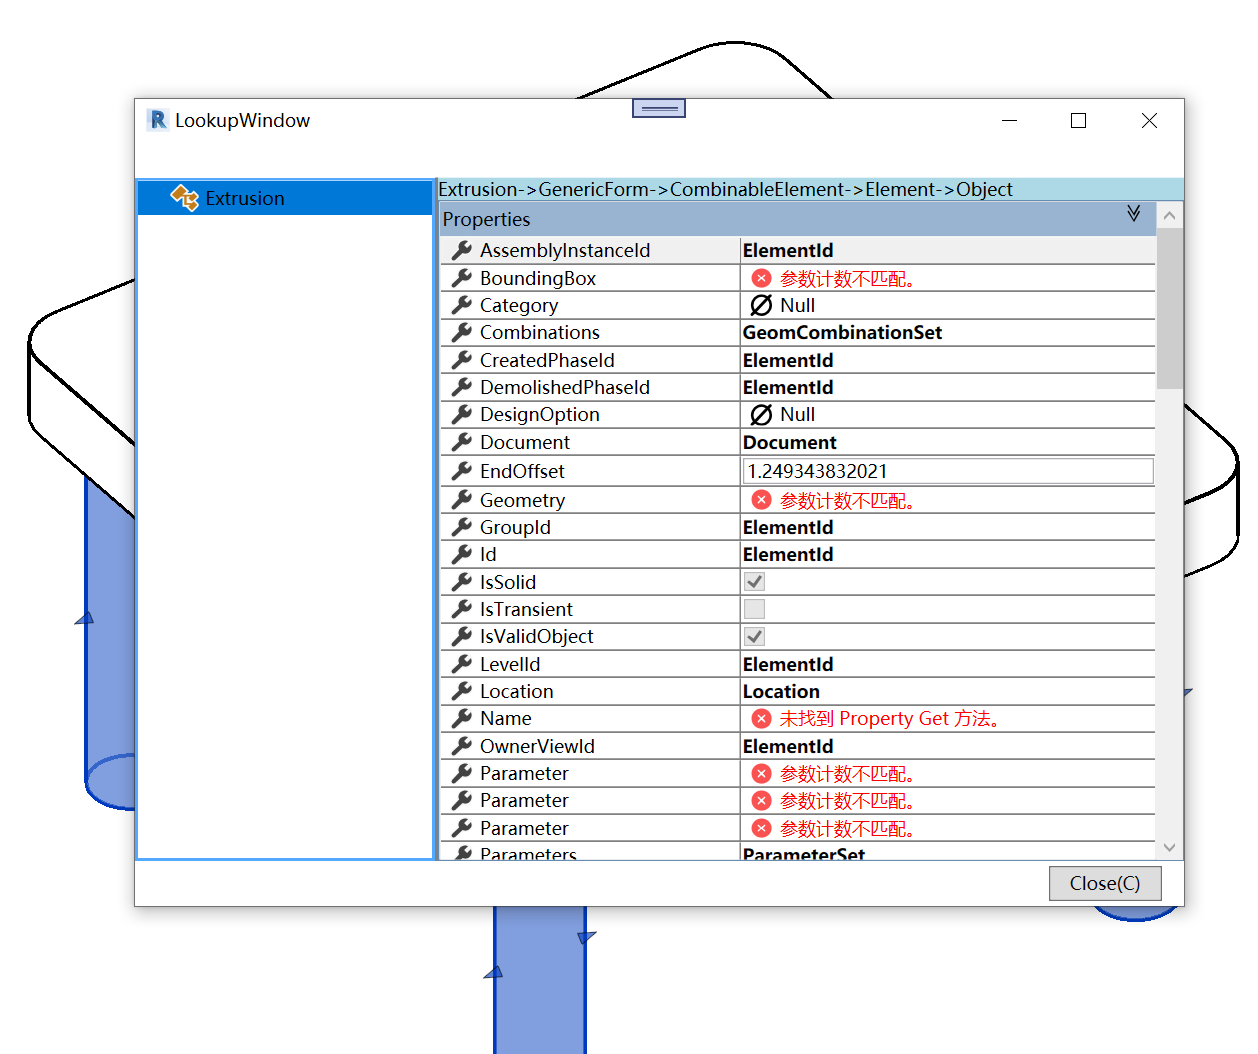 LookupWindow
Extrusion
Extrusion->GenericForm->CombinableElement->Element->Object
Properties
AssemblyInstanceId ElementId
BoundingBox 参数计数不匹配。
Category Null
Combinations GeomCombinationSet
CreatedPhaseId ElementId
DemolishedPhaseId ElementId
DesignOption Null
Document Document
EndOffset 1.249343832021
Geometry 参数计数不匹配。
GroupId ElementId
Id ElementId
IsSolid
IsTransient
IsValidObject
LevelId ElementId
Location Location
Name 未找到 Property Get 方法。
OwnerViewId ElementId
Parameter 参数计数不匹配。
Parameter 参数计数不匹配。
Parameter 参数计数不匹配。
Parameters ParameterSet
Close(C)